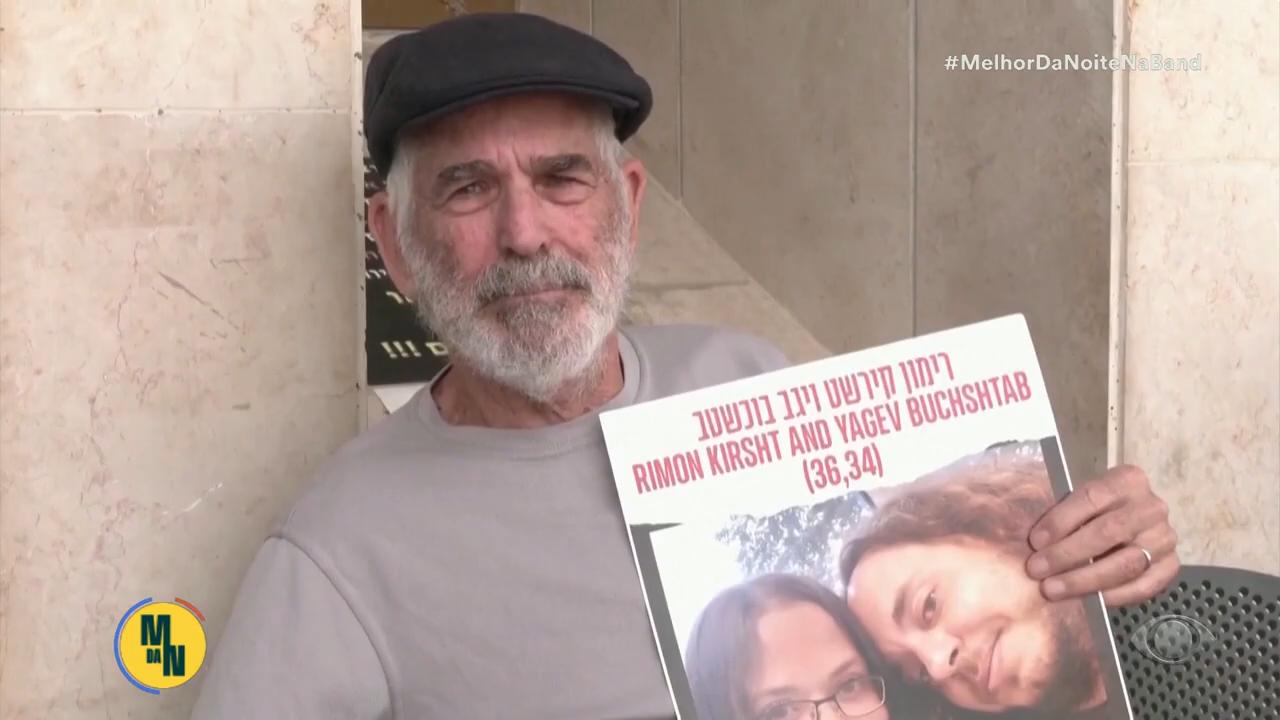 #MelhorDaNoiteNaBand
רימון קירשט ויגב בוכשטב
RIMON KIRSHT AND YAGEV BUCHSHTAB
(36,34)
!!!
M
DA
N